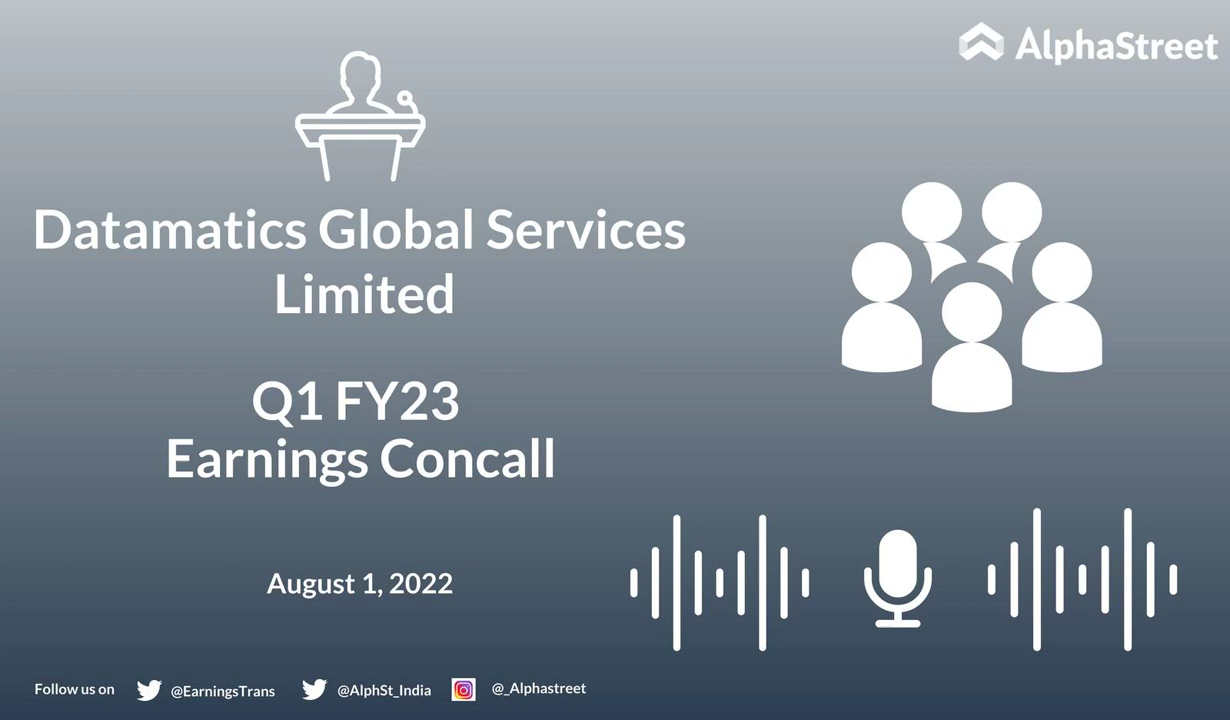 AlphaStreet
Datamatics Global Services
Limited
Q1 FY23
Earnings Concall
August 1, 2022
Follow us on @EarningsTrans @AlphSt_India @_Alphastreet